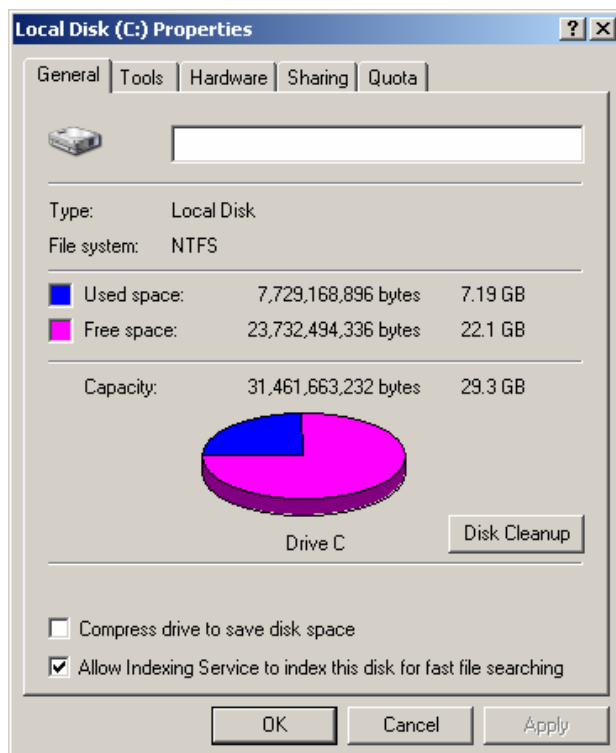 Local Disk (C:) Properties
General Tools Hardware Sharing Quota
Type: Local Disk
File system: NTFS
Used space: 7,729,168,896 bytes 7.19 GB
Free space: 23,732,494,336 bytes 22.1 GB
Capacity: 31,461,663,232 bytes 29.3 GB
Drive C
Disk Cleanup
Compress drive to save disk space
Allow Indexing Service to index this disk for fast file searching
OK Cancel Apply